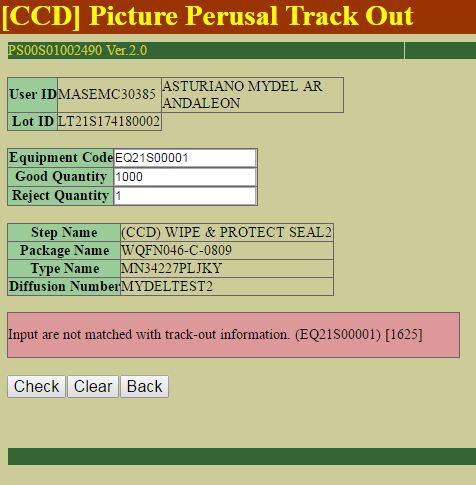 [CCD] Picture Perusal Track Out
PS00S01002490 Ver.2.0
User ID MASEMC30385 ASTURIANO MYDEL AR
ANDALEON
Lot ID LT21S174180002
Equipment Code EQ21S00001
Good Quantity 1000
Reject Quantity 1
Step Name (CCD) WIPE & PROTECT SEAL2
Package Name WQFN046-C-0809
Type Name MN34227PLJKY
Diffusion Number MYDELTEST2
Input are not matched with track-out information. (EQ21S00001) [1625]
Check Clear Back